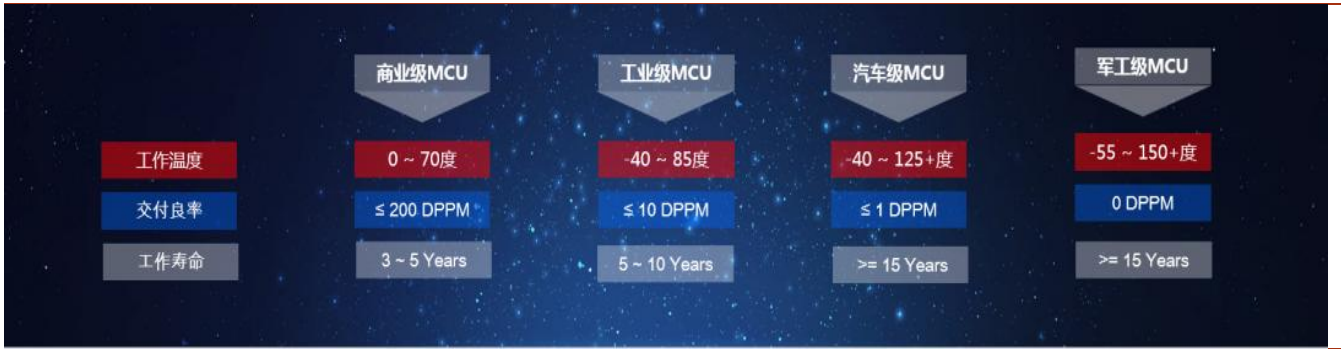 商业级MCU 工业级MCU 汽车级MCU 军工级MCU
工作温度 0 ~ 70度 -40 ~ 85度 -40 ~ 125+度 -55 ~ 150+度
交付良率 ≤ 200 DPPM ≤ 10 DPPM ≤ 1 DPPM 0 DPPM
工作寿命 3 ~ 5 Years 5 ~ 10 Years >= 15 Years >= 15 Years